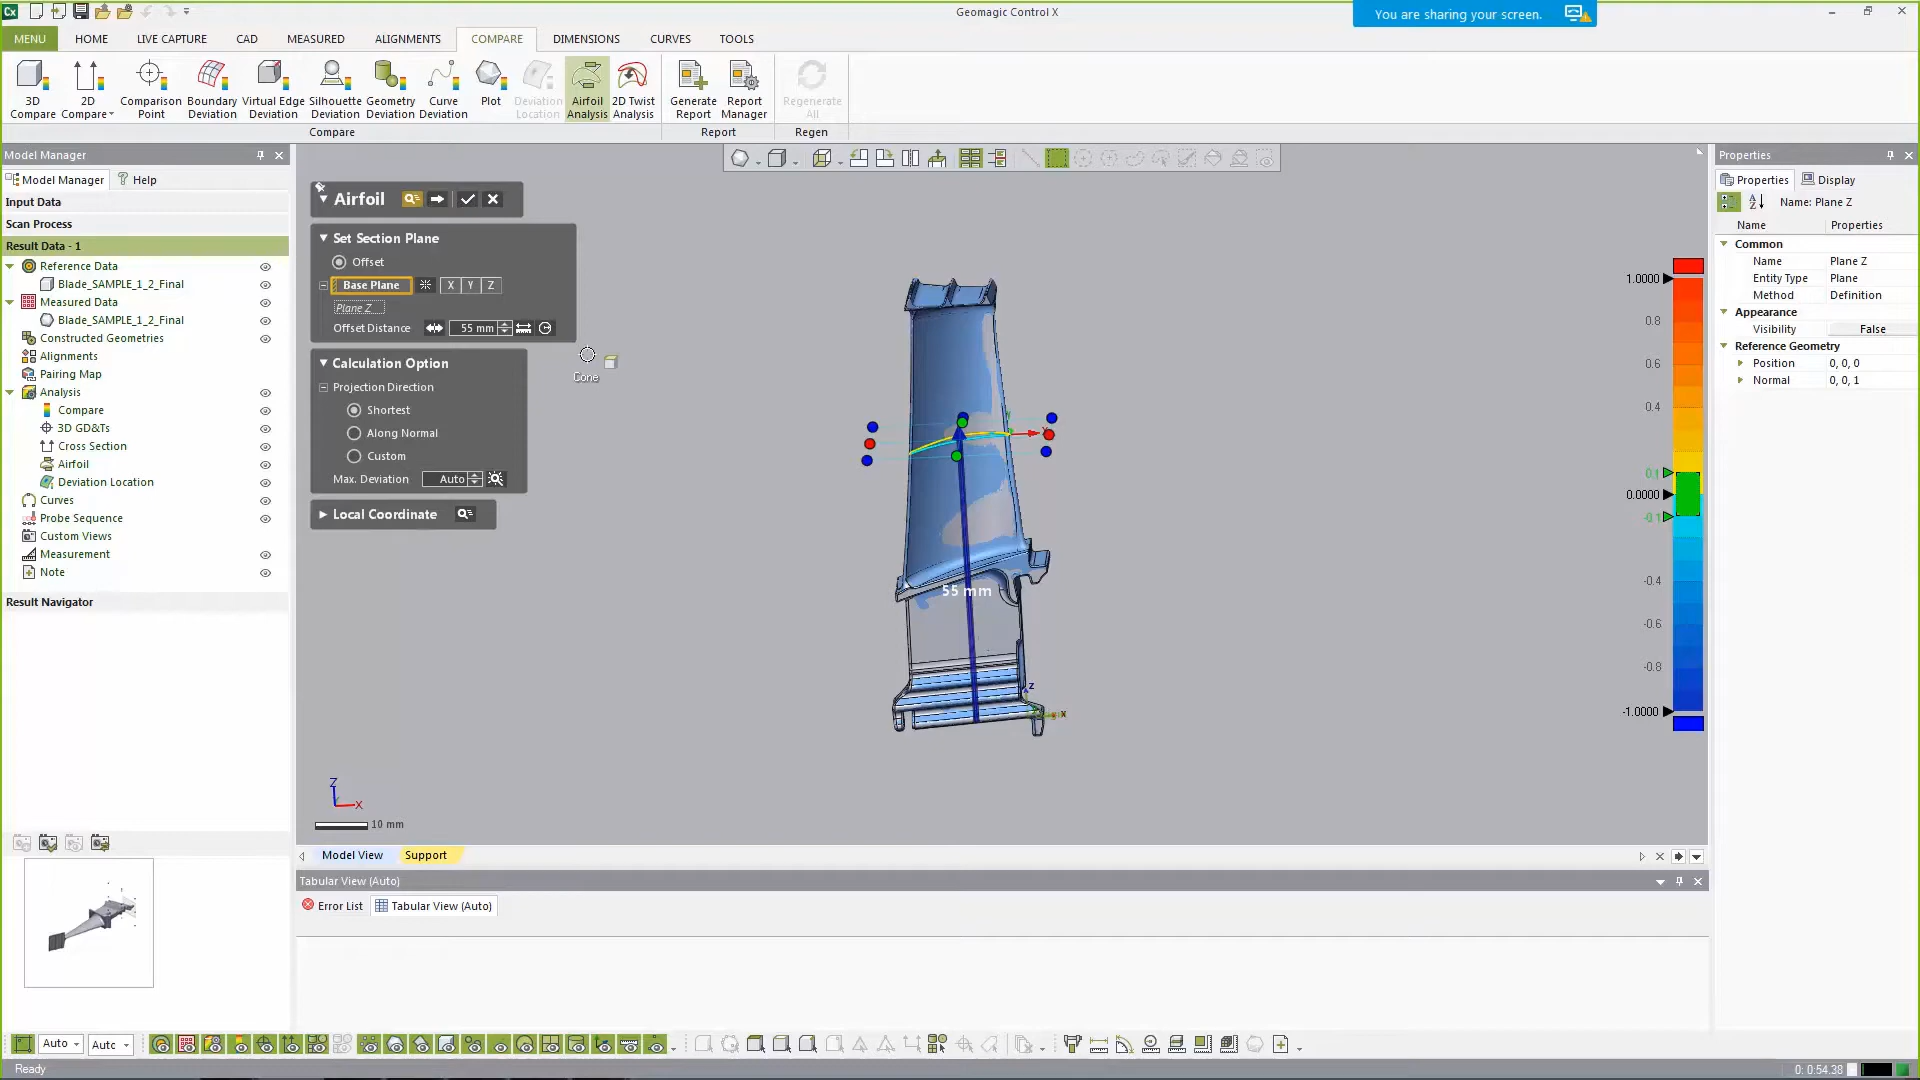 Cx
Geomagic Control X
You are sharing your screen.
MENU HOME LIVE CAPTURE CAD MEASURED ALIGNMENTS COMPARE DIMENSIONS CURVES TOOLS
3D Compare
2D Compare
Comparison Point
Boundary Deviation
Virtual Edge Deviation
Silhouette Deviation
Geometry Deviation
Curve Deviation
Plot
Deviation Location
Airfoil Analysis
2D Twist Analysis
Generate Report
Report Manager
Regenerate All
Compare Report Regen
Model Manager
Model Manager Help
Input Data
Scan Process
Result Data - 1
Reference Data
Blade_SAMPLE_1_2_Final
Measured Data
Blade_SAMPLE_1_2_Final
Constructed Geometries
Alignments
Pairing Map
Analysis
Compare
3D GD&Ts
Cross Section
Airfoil
Deviation Location
Curves
Probe Sequence
Custom Views
Measurement
Note
Result Navigator
Airfoil
Set Section Plane
Offset
Base Plane X Y Z
Plane Z
Offset Distance 55 mm
Calculation Option
Projection Direction
Shortest
Along Normal
Custom
Max. Deviation Auto
Local Coordinate
Cone
55 mm
Z
X
Z
X
10 mm
1.0000
0.8
0.6
0.4
0.1
0.0000
-0.1
-0.4
-0.6
-0.8
-1.0000
Properties
Properties Display
Name: Plane Z
Name Properties
Common
Name Plane Z
Entity Type Plane
Method Definition
Appearance
Visibility False
Reference Geometry
Position 0, 0, 0
Normal 0, 0, 1
Model View Support
Tabular View (Auto)
Error List Tabular View (Auto)
Auto Auto
Ready
0: 0:54.38